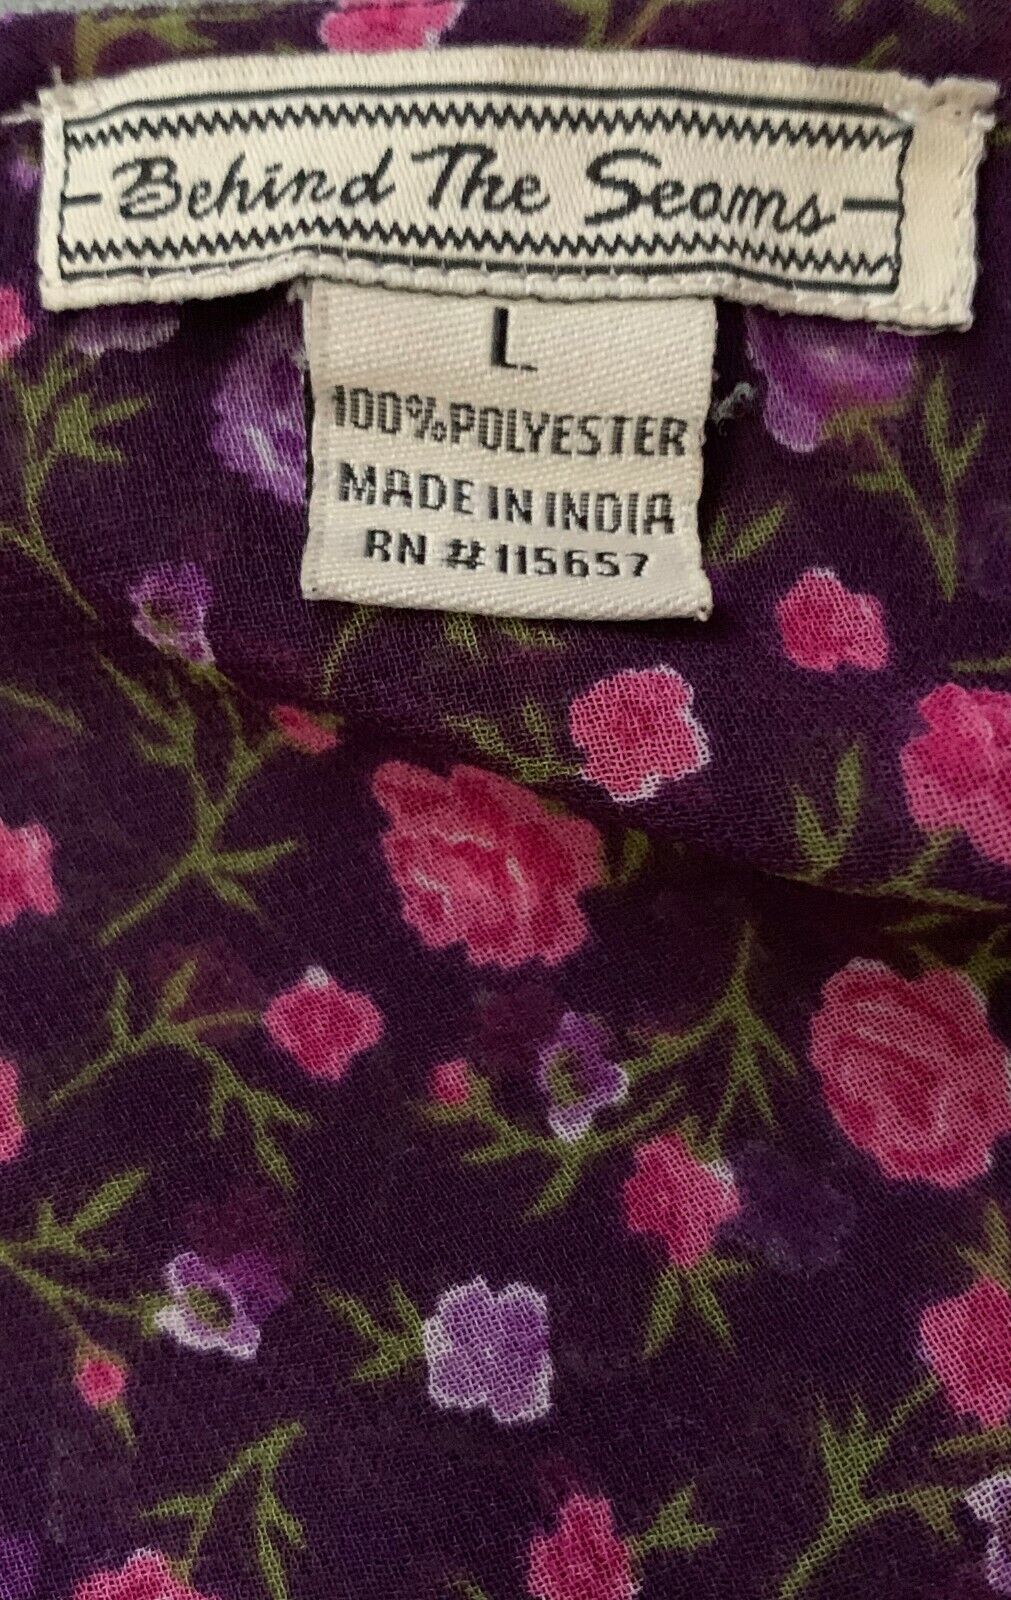 Behind The Seams
L
100%POLYESTER
MADE IN INDIA
RN #115657